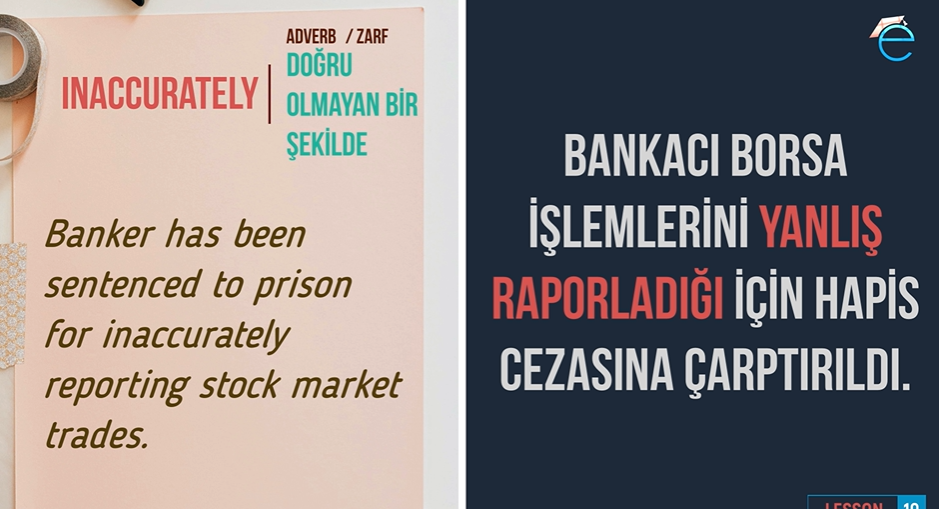 INACCURATELY
ADVERB / ZARF
DOĞRU
OLMAYAN BİR
ŞEKİLDE
Banker has been
sentenced to prison
for inaccurately
reporting stock market
trades.
BANKACI BORSA
İŞLEMLERİNİ YANLIŞ
RAPORLADIĞI İÇİN HAPİS
CEZASINA ÇARPTIRILDI.
LESSON 10